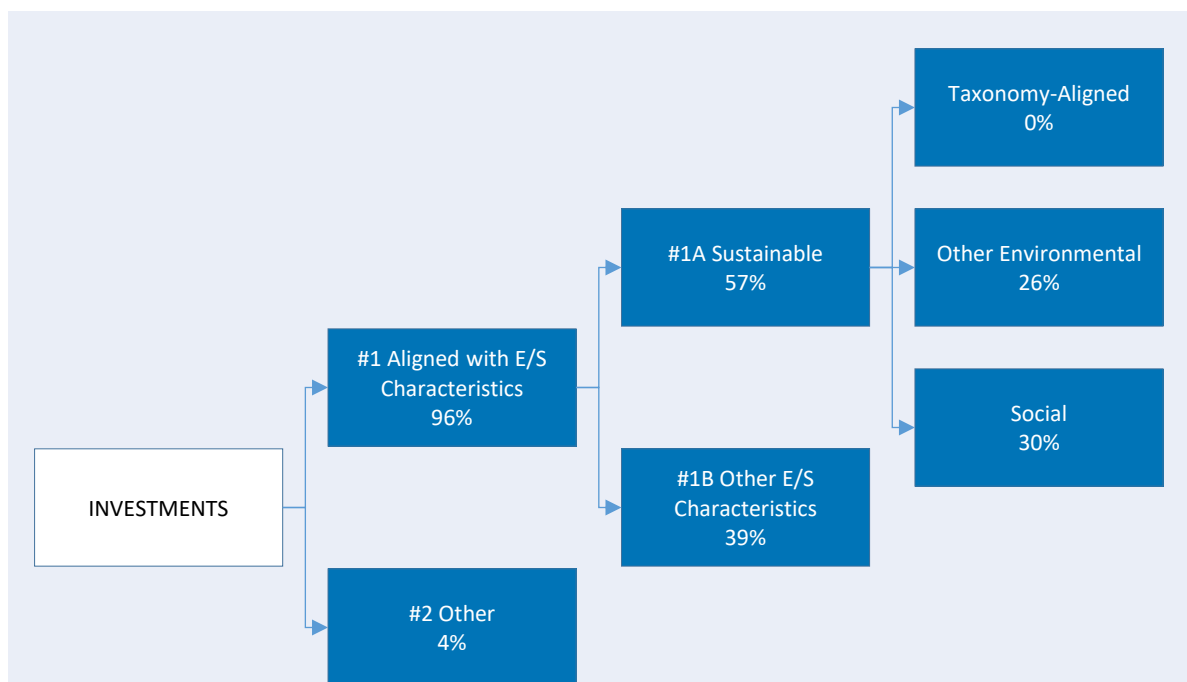 Taxonomy-Aligned
0%
#1A Sustainable
57%
Other Environmental
26%
#1 Aligned with E/S
Characteristics
96%
Social
30%
INVESTMENTS
#1B Other E/S
Characteristics
39%
#2 Other
4%